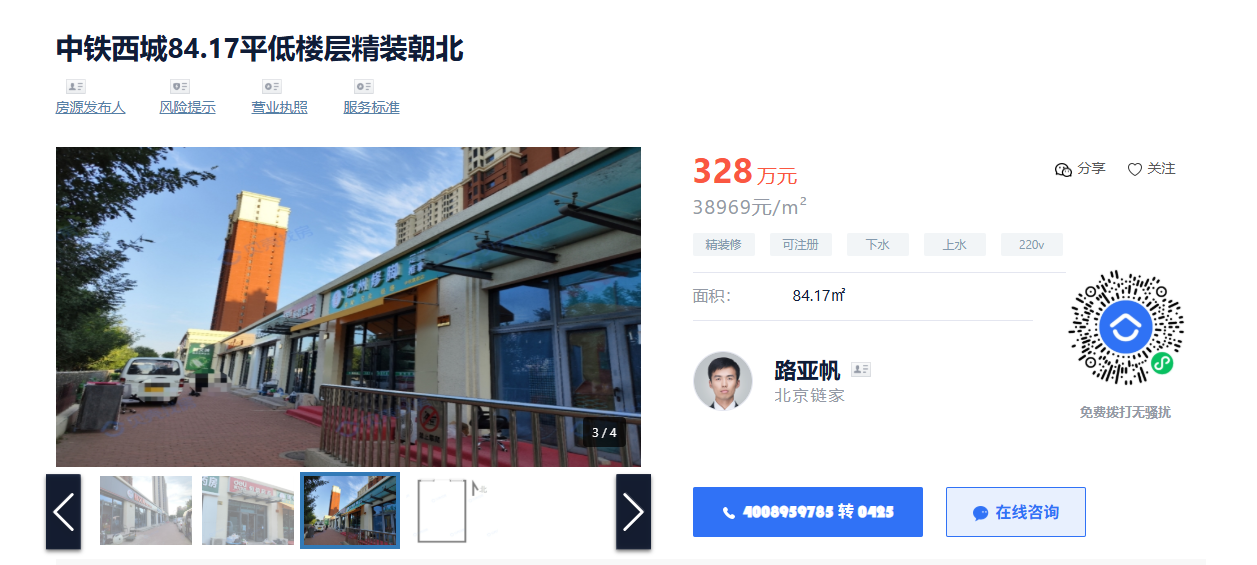 中铁西城84.17平低楼层精装朝北
房源发布人
风险提示
营业执照
服务标准
3 / 4
北
328万元
38969元/m²
分享
关注
精装修
可注册
下水
上水
220v
面积:
84.17㎡
路亚帆
北京链家
免费拨打无骚扰
4008959785 转 0425
在线咨询